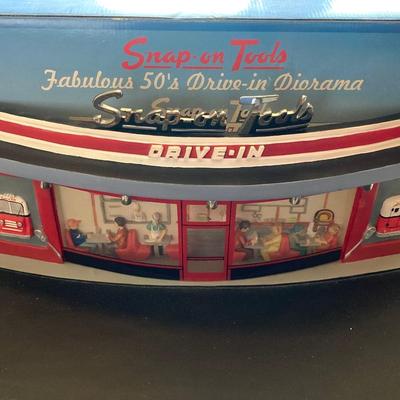 Snap-on Tools
Fabulous 50's Drive-in Diorama
Snap-on Tools
DRIVE-IN